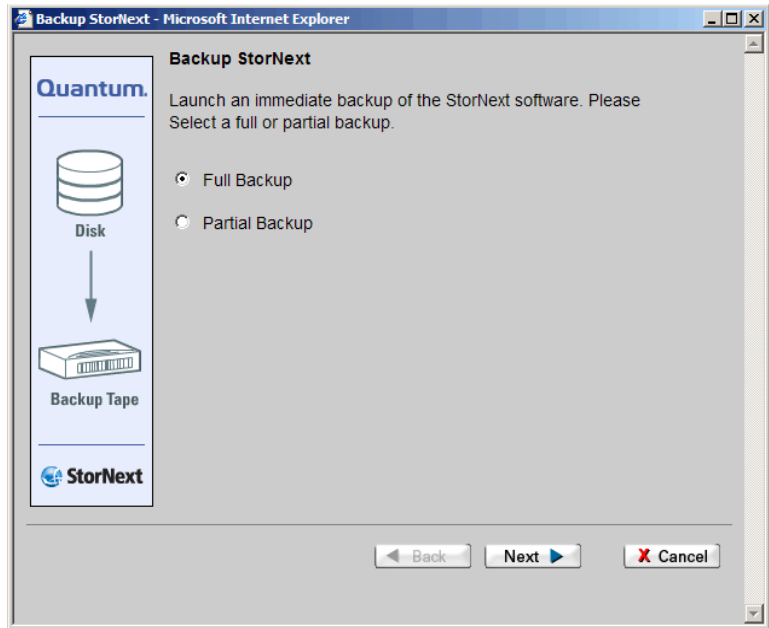 Backup StorNext - Microsoft Internet Explorer
Quantum.
Disk
Backup Tape
StorNext
Backup StorNext
Launch an immediate backup of the StorNext software. Please
Select a full or partial backup.
Full Backup
Partial Backup
Back
Next
X Cancel